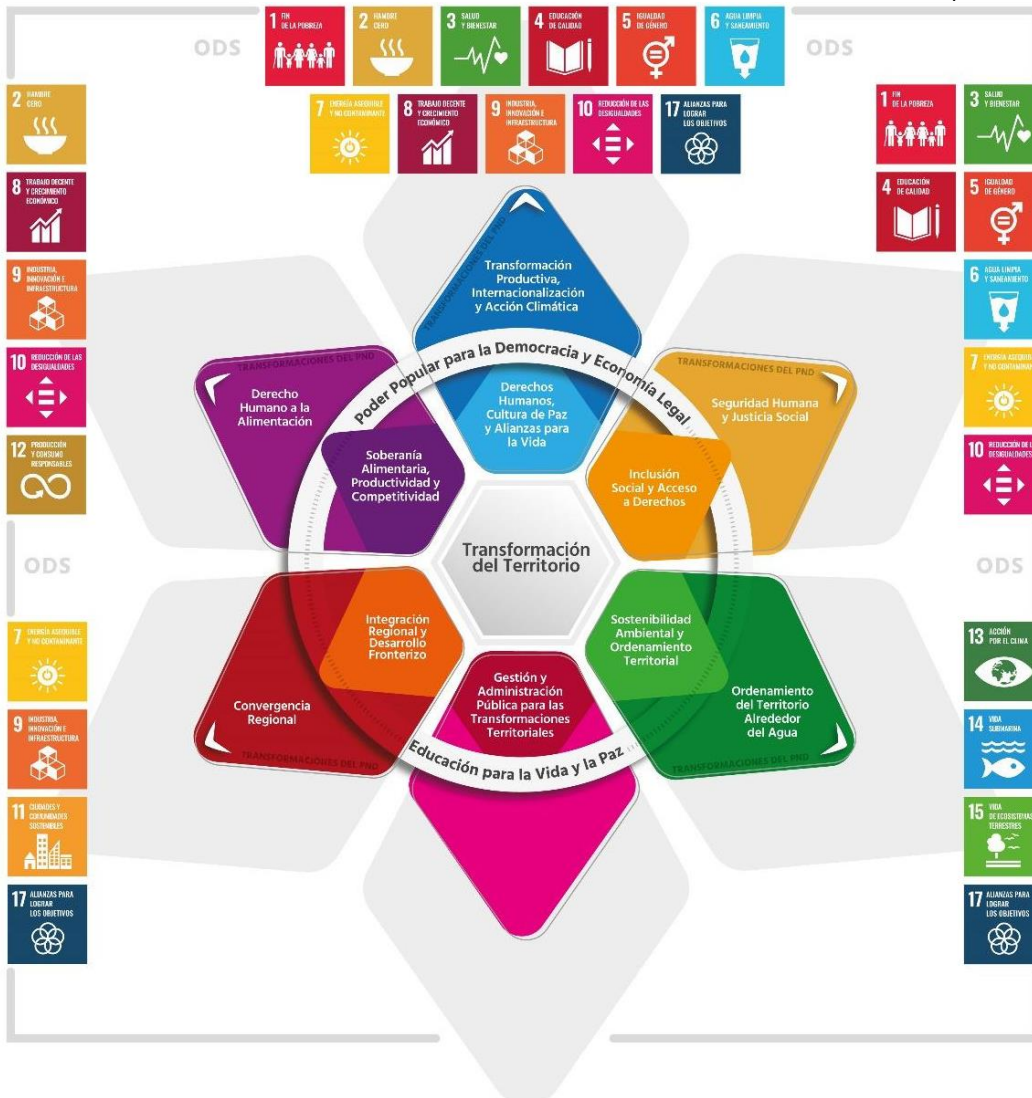 ODS
1 FIN
DE LA POBREZA
2 HAMBRE
CERO
3 SALUD
Y BIENESTAR
4 EDUCACIÓN
DE CALIDAD
5 IGUALDAD
DE GÉNERO
6 AGUA LIMPIA
Y SANEAMIENTO
ODS
7 ENERGÍA ASEQUIBLE
Y NO CONTAMINANTE
8 TRABAJO DECENTE
Y CRECIMIENTO
ECONÓMICO
9 INDUSTRIA,
INNOVACIÓN E
INFRAESTRUCTURA
10 REDUCCIÓN DE LAS
DESIGUALDADES
17 ALIANZAS PARA
LOGRAR
LOS OBJETIVOS
2 HAMBRE
CERO
8 TRABAJO DECENTE
Y CRECIMIENTO
ECONÓMICO
9 INDUSTRIA,
INNOVACIÓN E
INFRAESTRUCTURA
10 REDUCCIÓN DE LAS
DESIGUALDADES
12 PRODUCCIÓN
Y CONSUMO
RESPONSABLES
ODS
7 ENERGÍA ASEQUIBLE
Y NO CONTAMINANTE
9 INDUSTRIA,
INNOVACIÓN E
INFRAESTRUCTURA
11 CIUDADES Y
COMUNIDADES
SOSTENIBLES
17 ALIANZAS PARA
LOGRAR
LOS OBJETIVOS
TRANSFORMACIONES DEL PND
Transformación
Productiva,
Internacionalización
y Acción Climática
Poder Popular para la Democracia y Economía Legal
Derechos
Humanos,
Cultura de Paz
y Alianzas para
la Vida
TRANSFORMACIONES DEL PND
Derecho
Humano a la
Alimentación
Soberanía
Alimentaria,
Productividad y
Competitividad
TRANSFORMACIONES DEL PND
Seguridad Humana
y Justicia Social
Inclusión
Social y Acceso
a Derechos
Transformación
del Territorio
Integración
Regional y
Desarrollo
Fronterizo
Convergencia
Regional
TRANSFORMACIONES DEL PND
Gestión y
Administración
Pública para las
Transformaciones
Territoriales
Sostenibilidad
Ambiental y
Ordenamiento
Territorial
Ordenamiento
del Territorio
Alrededor
del Agua
TRANSFORMACIONES DEL PND
Educación para la Vida y la Paz
1 FIN
DE LA POBREZA
3 SALUD
Y BIENESTAR
4 EDUCACIÓN
DE CALIDAD
5 IGUALDAD
DE GÉNERO
6 AGUA LIMPIA
Y SANEAMIENTO
7 ENERGÍA ASEQUIBLE
Y NO CONTAMINANTE
10 REDUCCIÓN DE
DESIGUALDADES
ODS
13 ACCIÓN
POR EL CLIMA
14 VIDA
SUBMARINA
15 VIDA
DE ECOSISTEMAS
TERRESTRES
17 ALIANZAS PARA
LOGRAR
LOS OBJETIVOS